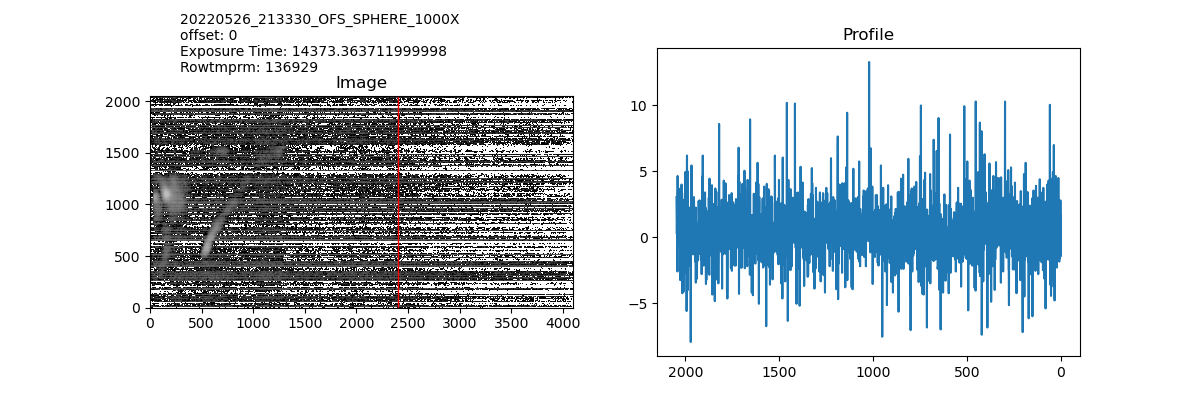 20220526_213330_OFS_SPHERE_1000X
offset: 0
Exposure Time: 14373.363711999998
Rowtmprm: 136929
Image
2000
1500
1000
500
0
0 500 1000 1500 2000 2500 3000 3500 4000
Profile
10
5
0
−5
2000 1500 1000 500 0